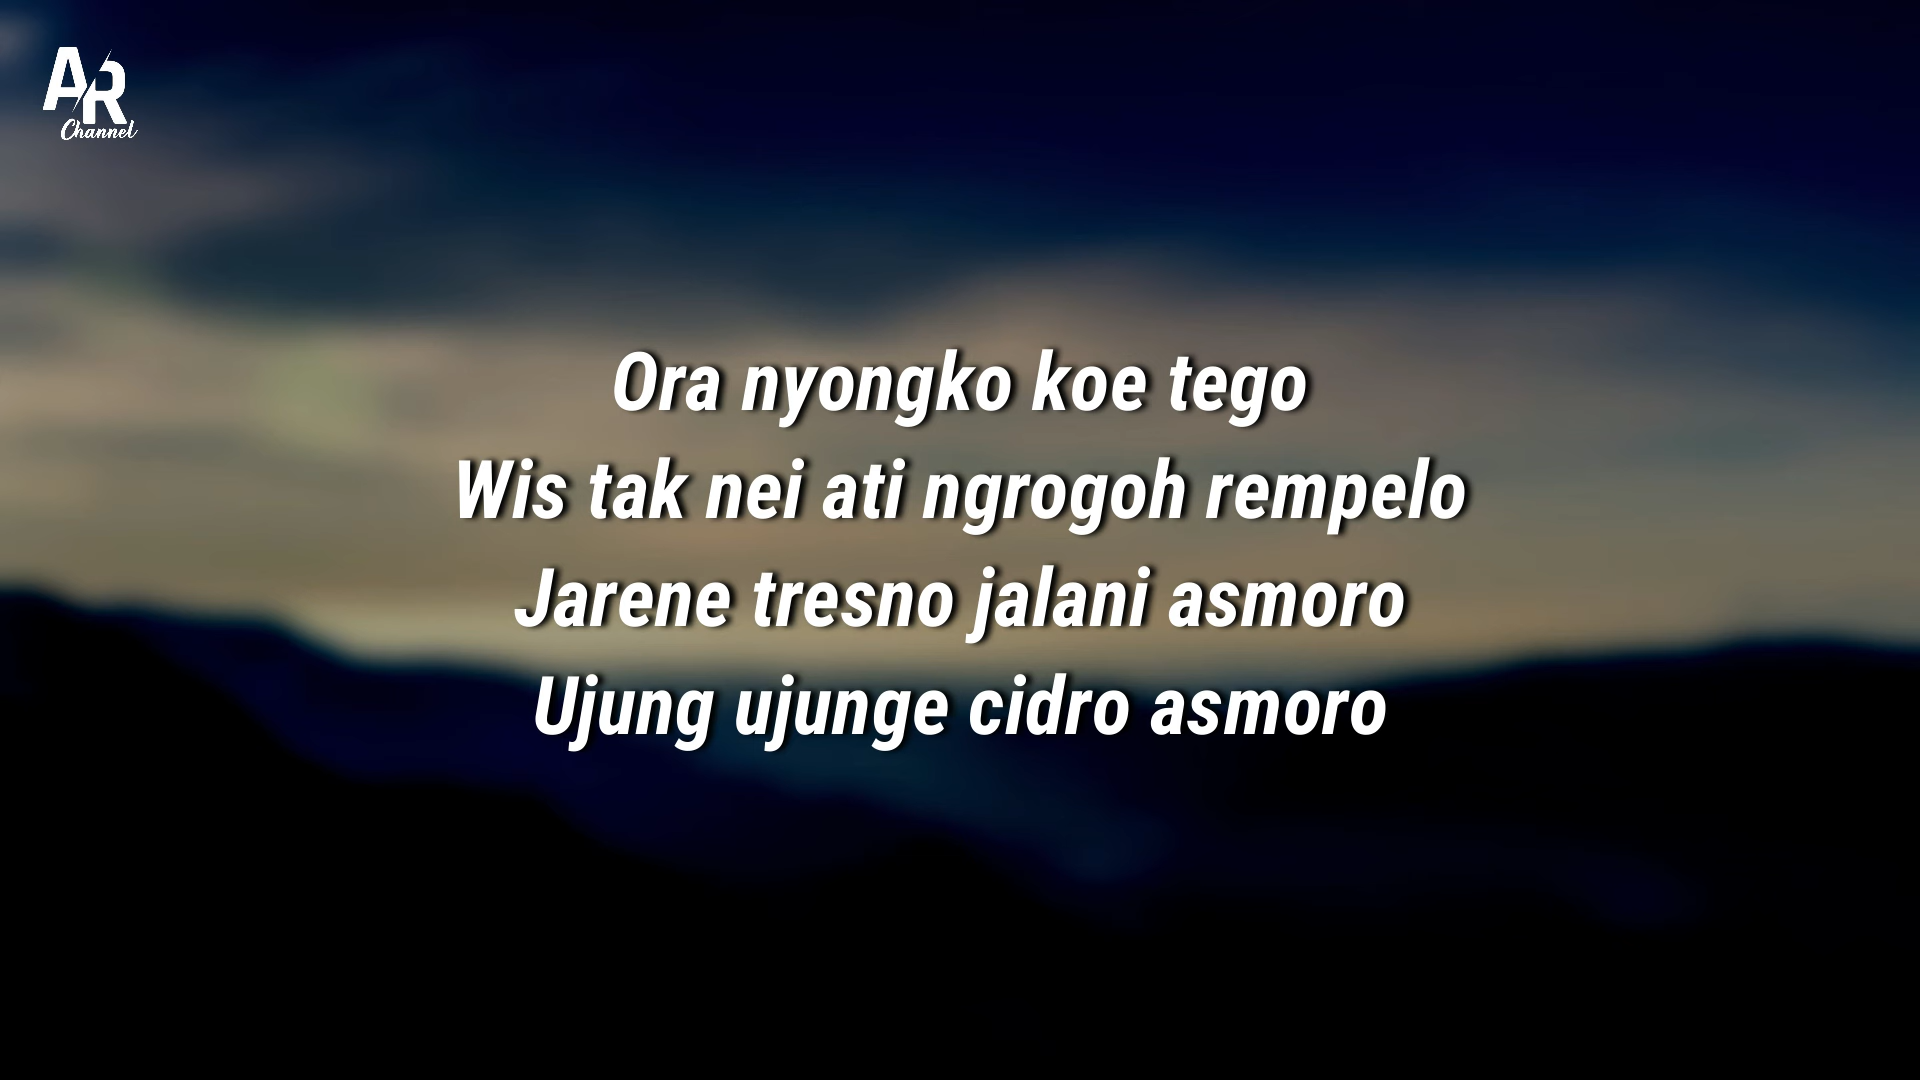 AR
Channel
Ora nyongko koe tego
Wis tak nei ati ngrogoh rempelo
Jarene tresno jalani asmoro
Ujung ujunge cidro asmoro